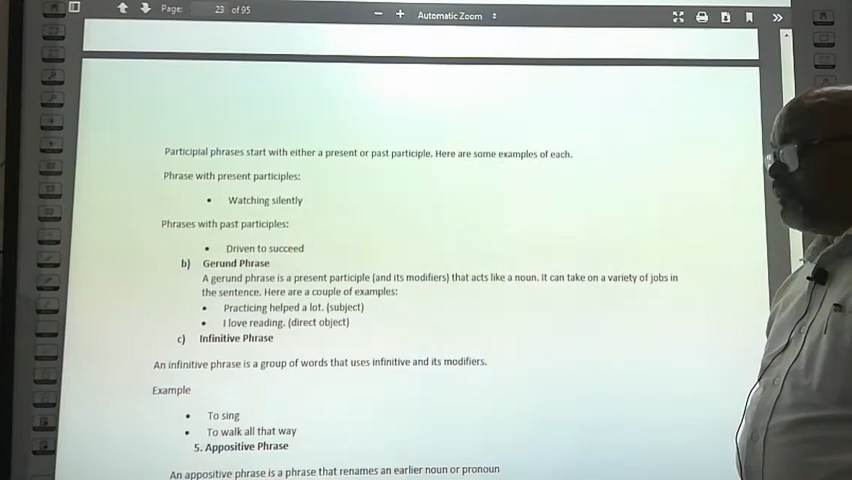 Page: 23 of 95
− + Automatic Zoom
Participial phrases start with either a present or past participle. Here are some examples of each.
Phrase with present participles:
• Watching silently
Phrases with past participles:
• Driven to succeed
b) Gerund Phrase
A gerund phrase is a present participle (and its modifiers) that acts like a noun. It can take on a variety of jobs in
the sentence. Here are a couple of examples:
• Practicing helped a lot. (subject)
• I love reading. (direct object)
c) Infinitive Phrase
An infinitive phrase is a group of words that uses infinitive and its modifiers.
Example
• To sing
• To walk all that way
5. Appositive Phrase
An appositive phrase is a phrase that renames an earlier noun or pronoun